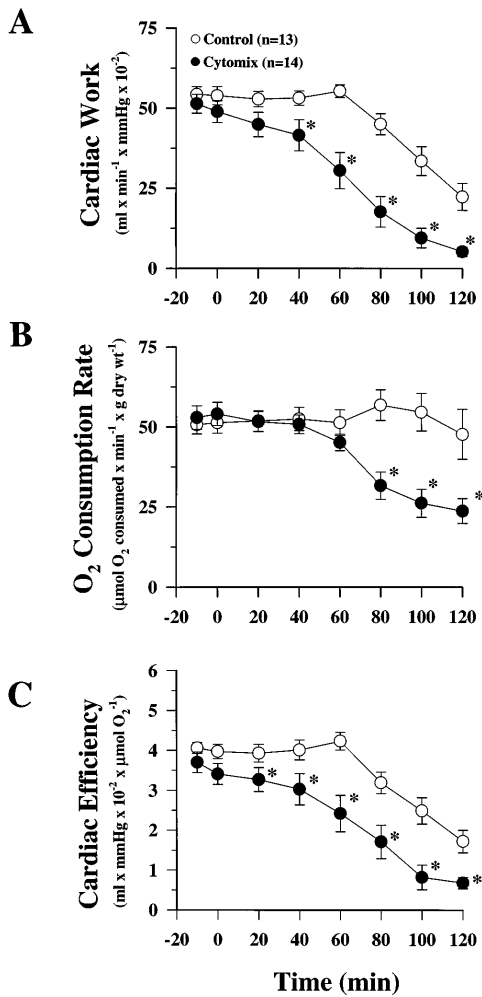 A
Cardiac Work
(ml x min⁻¹ x mmHg x 10⁻²)
Control (n=13)
Cytomix (n=14)
75
50
25
0
* * * * *
-20 0 20 40 60 80 100 120
B
O₂ Consumption Rate
(µmol O₂ consumed x min⁻¹ x g dry wt⁻¹)
75
50
25
0
* * *
-20 0 20 40 60 80 100 120
C
Cardiac Efficiency
(ml x mmHg x 10⁻² x µmol O₂⁻¹)
6
5
4
3
2
1
0
* * * * * *
-20 0 20 40 60 80 100 120
Time (min)